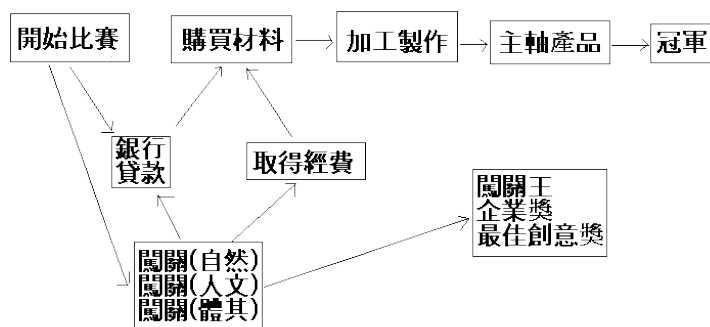 開始比賽
購買材料
加工製作
主軸產品
冠軍
銀行
貸款
取得經費
闖關王
企業獎
最佳創意獎
闖關(自然)
闖關(人文)
闖關(體其)